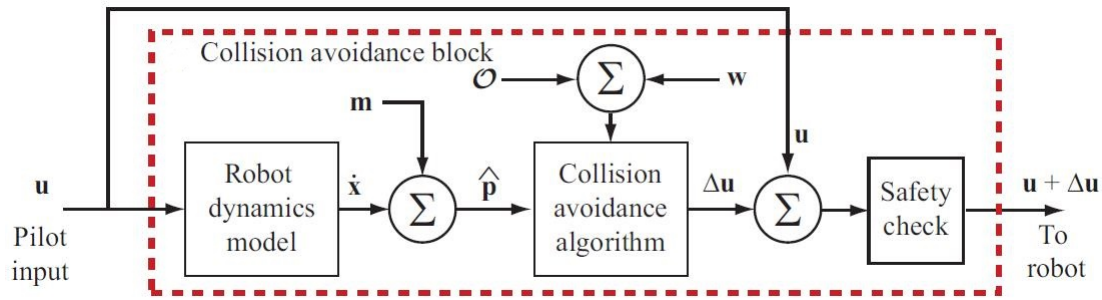 Collision avoidance block
𝒪
Σ
w
m
u
u
Robot
dynamics
model
ẋ
Σ
p̂
Collision
avoidance
algorithm
Δu
Σ
Safety
check
u + Δu
Pilot
input
To
robot